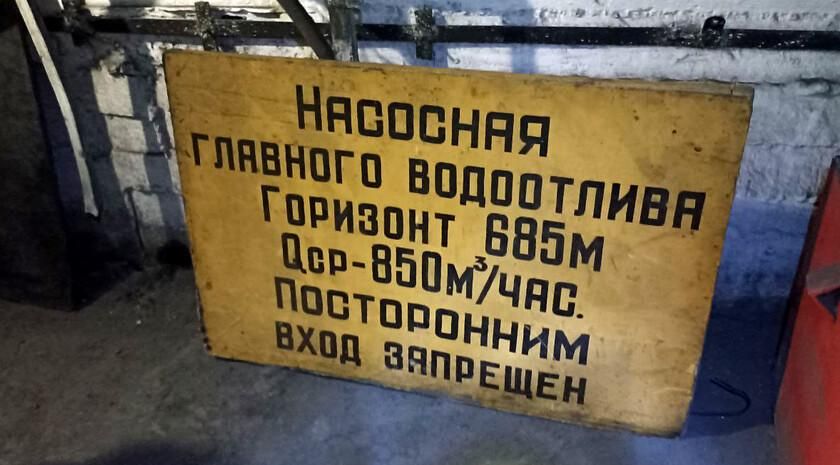 Насосная
главного водоотлива
Горизонт 685м
Qср-850м³/час.
Посторонним
вход запрещен